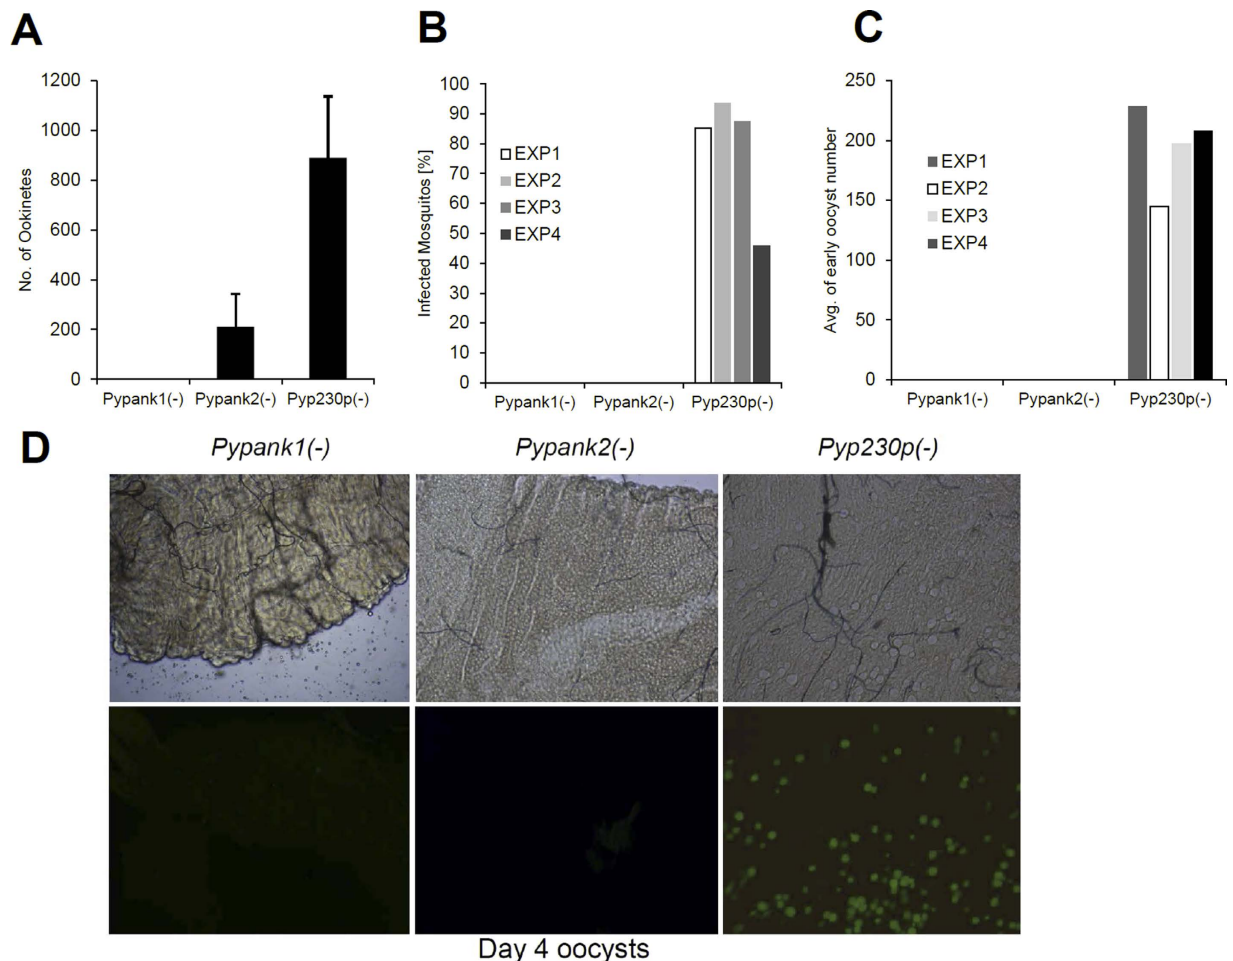 A
No. of Ookinetes
1200
1000
800
600
400
200
0
Pypank1(-) Pypank2(-) Pyp230p(-)
B
Infected Mosquitos [%]
100
90
80
70
60
50
40
30
20
10
0
EXP1
EXP2
EXP3
EXP4
Pypank1(-) Pypank2(-) Pyp230p(-)
C
Avg. of early oocyst number
250
200
150
100
50
0
EXP1
EXP2
EXP3
EXP4
Pypank1(-) Pypank2(-) Pyp230p(-)
D
Pypank1(-) Pypank2(-) Pyp230p(-)
Day 4 oocysts